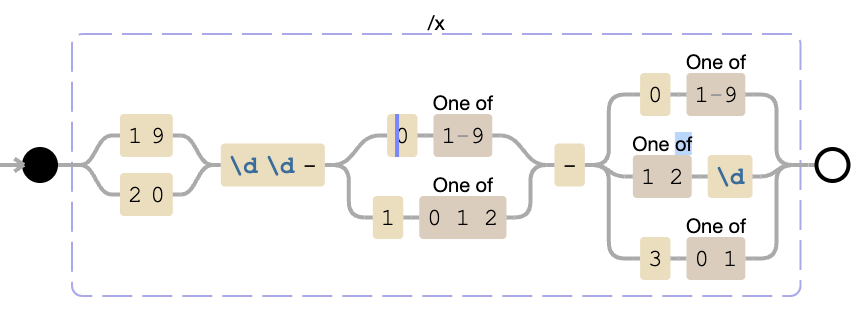 /x
One of
One of
0 1-9
1 9
0 1-9
One of
\d \d -
-
1 2 \d
2 0
One of
One of
1 0 1 2
3 0 1